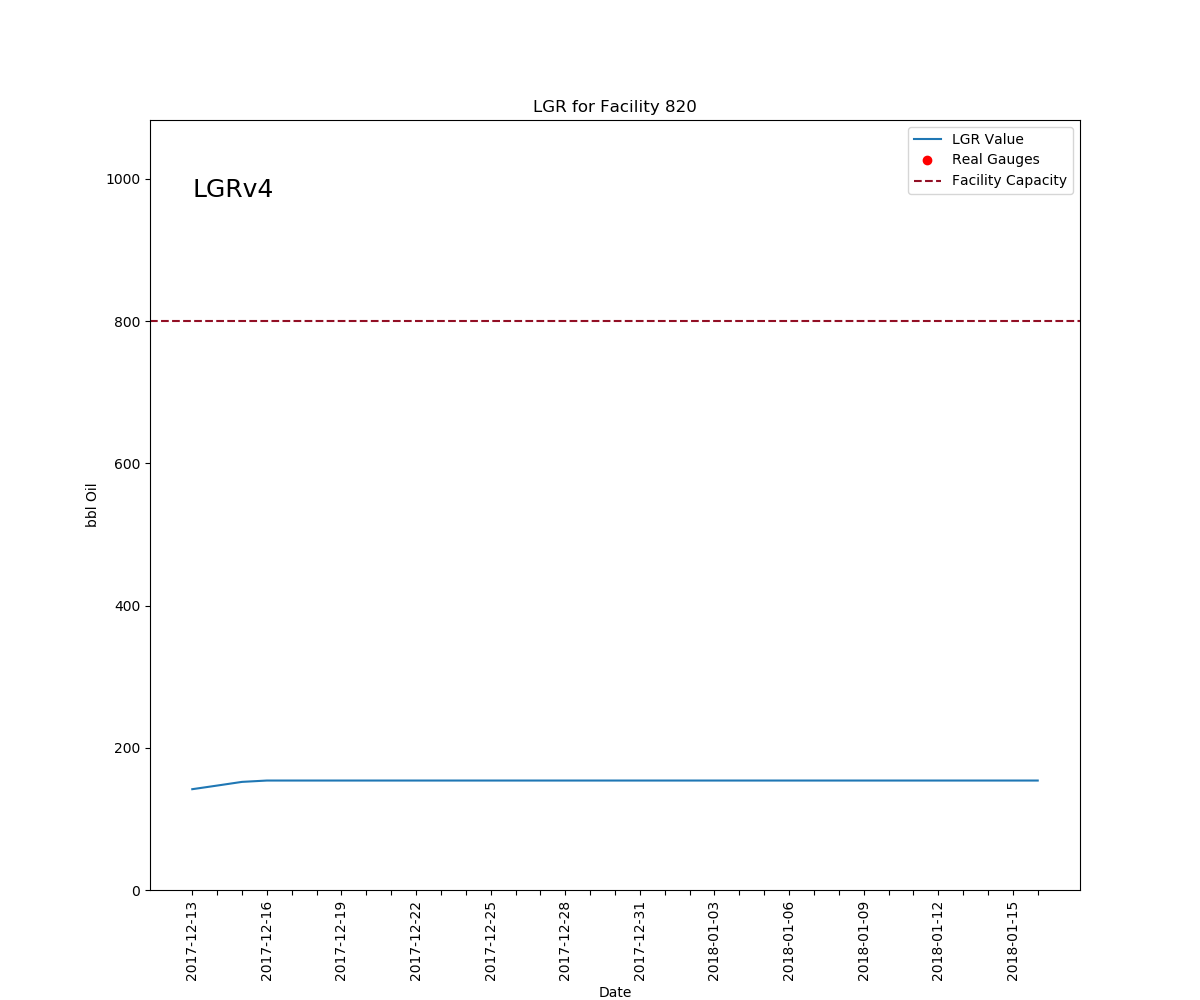 LGR for Facility 820
LGR Value
Real Gauges
Facility Capacity
LGRv4
1000
800
600
400
200
0
bbl Oil
2017-12-13
2017-12-16
2017-12-19
2017-12-22
2017-12-25
2017-12-28
2017-12-31
2018-01-03
2018-01-06
2018-01-09
2018-01-12
2018-01-15
Date